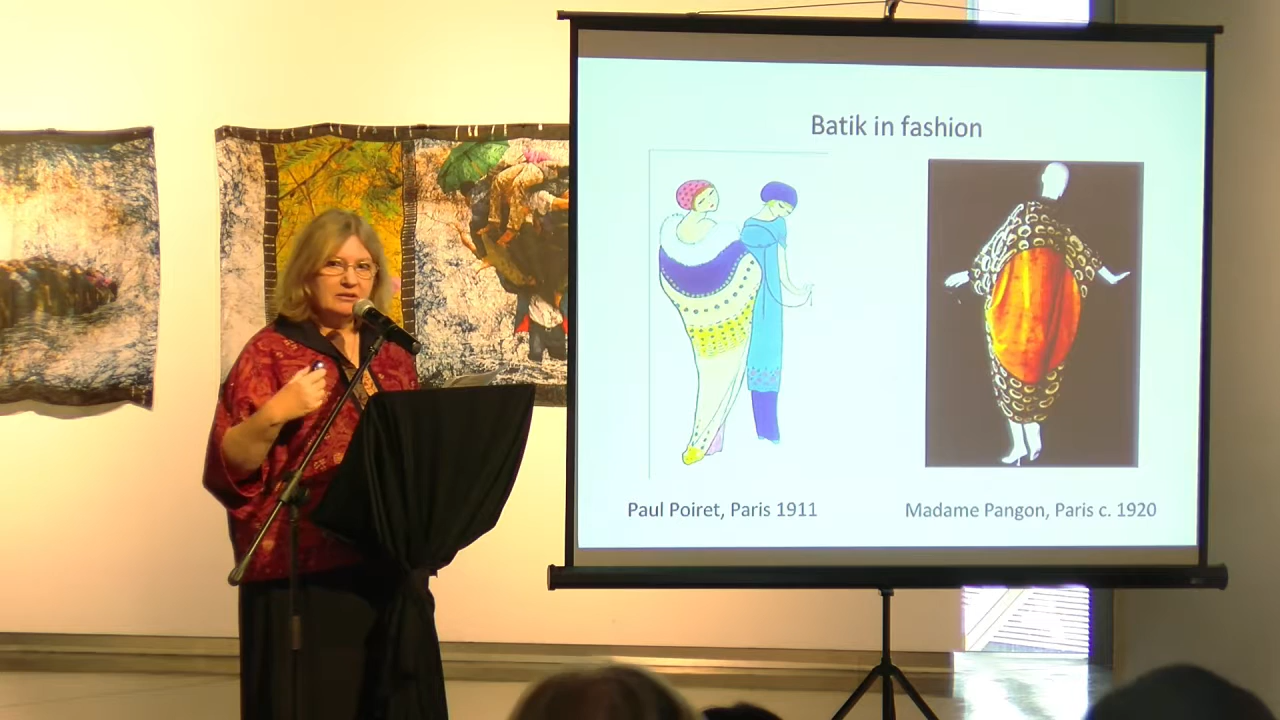 Batik in fashion
Paul Poiret, Paris 1911
Madame Pangon, Paris c. 1920